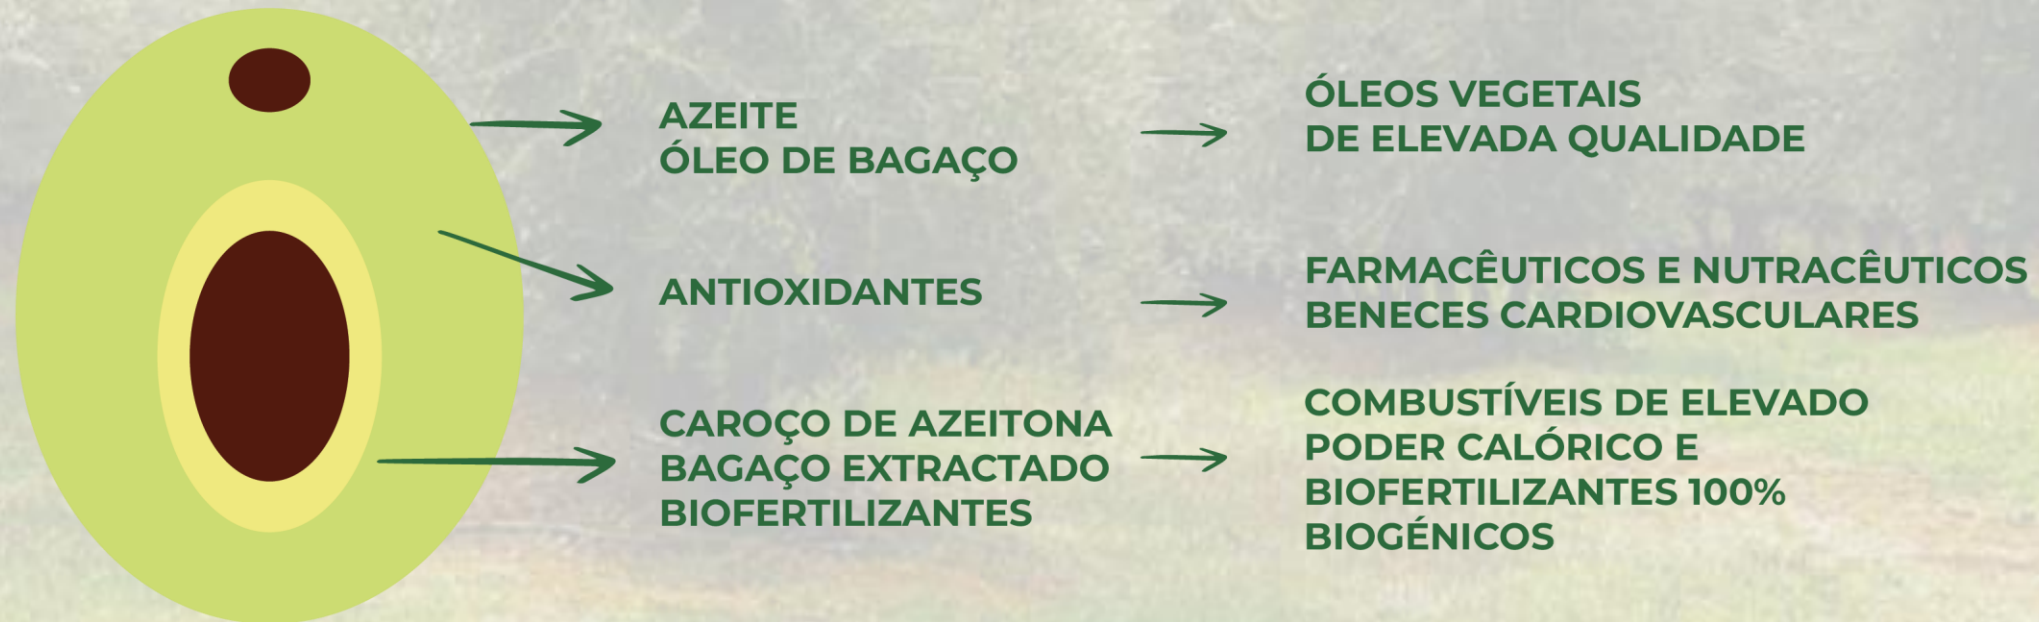 AZEITE
ÓLEO DE BAGAÇO
ÓLEOS VEGETAIS
DE ELEVADA QUALIDADE
ANTIOXIDANTES
FARMACÊUTICOS E NUTRACÊUTICOS
BENECES CARDIOVASCULARES
CAROÇO DE AZEITONA
BAGAÇO EXTRACTADO
BIOFERTILIZANTES
COMBUSTÍVEIS DE ELEVADO
PODER CALÓRICO E
BIOFERTILIZANTES 100%
BIOGÉNICOS